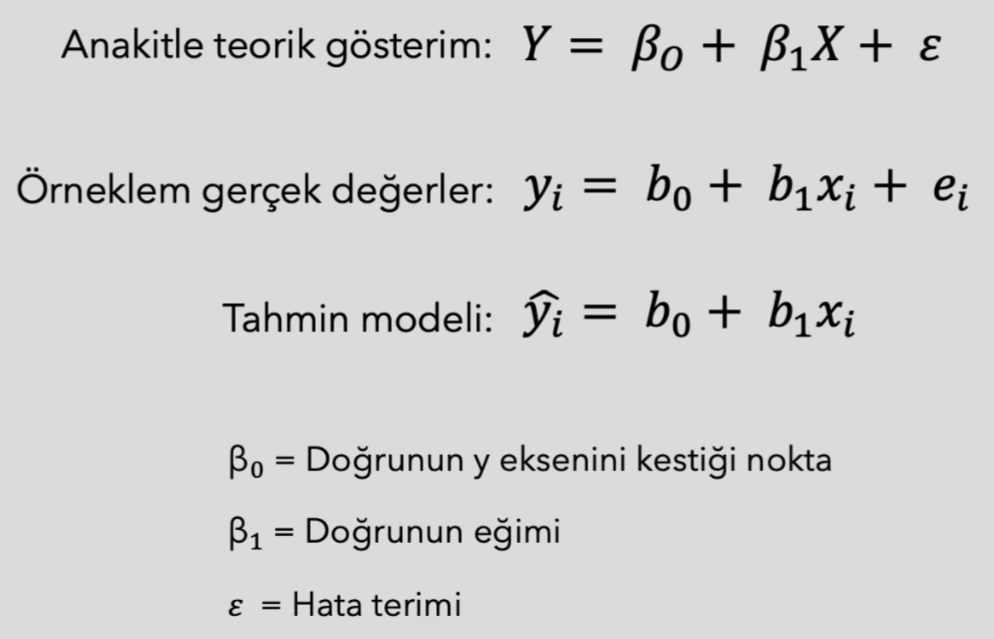 Anakitle teorik gösterim: Y = β₀ + β₁X + ε
Örneklem gerçek değerler: yᵢ = b₀ + b₁xᵢ + eᵢ
Tahmin modeli: ŷᵢ = b₀ + b₁xᵢ
β₀ = Doğrunun y eksenini kestiği nokta
β₁ = Doğrunun eğimi
ε = Hata terimi